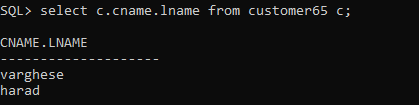 SQL> select c.cname.lname from customer65 c;
CNAME.LNAME
--------------------
varghese
harad